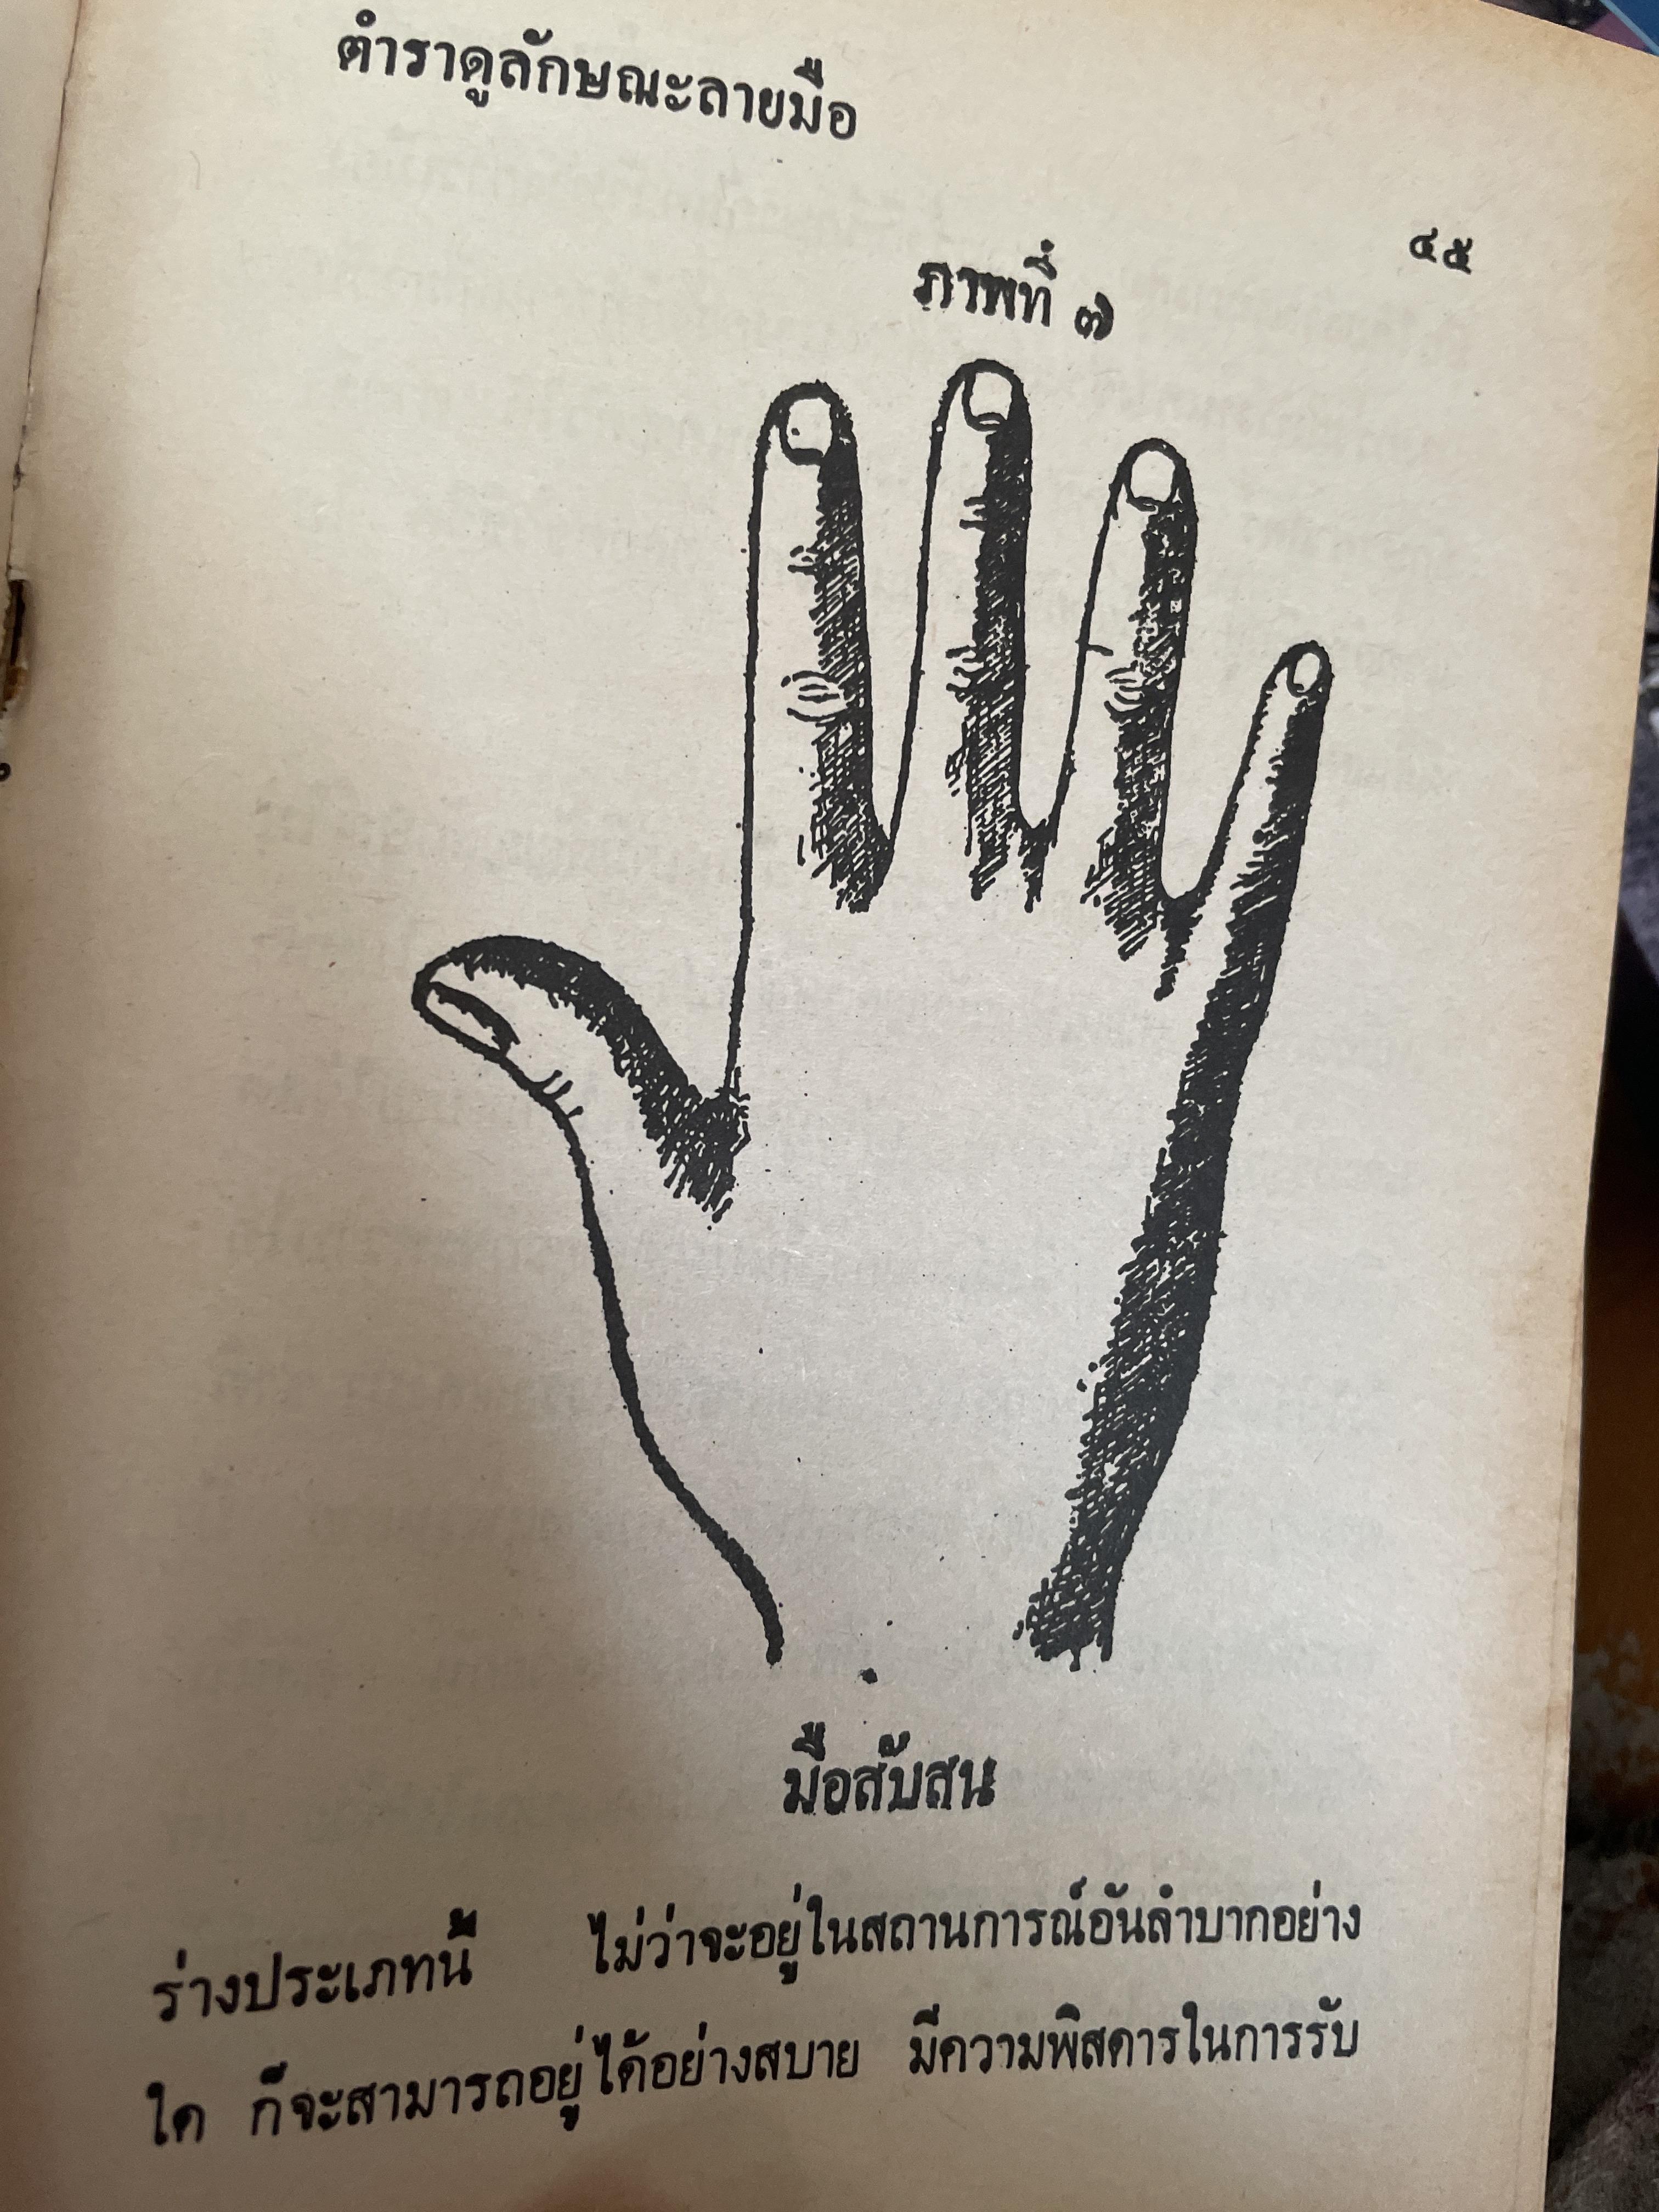 ตำราดูลักษณะลายมือ
๔๕
ภาพที่ ๗
มือสับสน
ร่างประเภทนี้ ไม่ว่าจะอยู่ในสถานการณ์อันลำบากอย่าง
ใด ก็จะสามารถอยู่ได้อย่างสบาย มีความพิสดารในการรับ